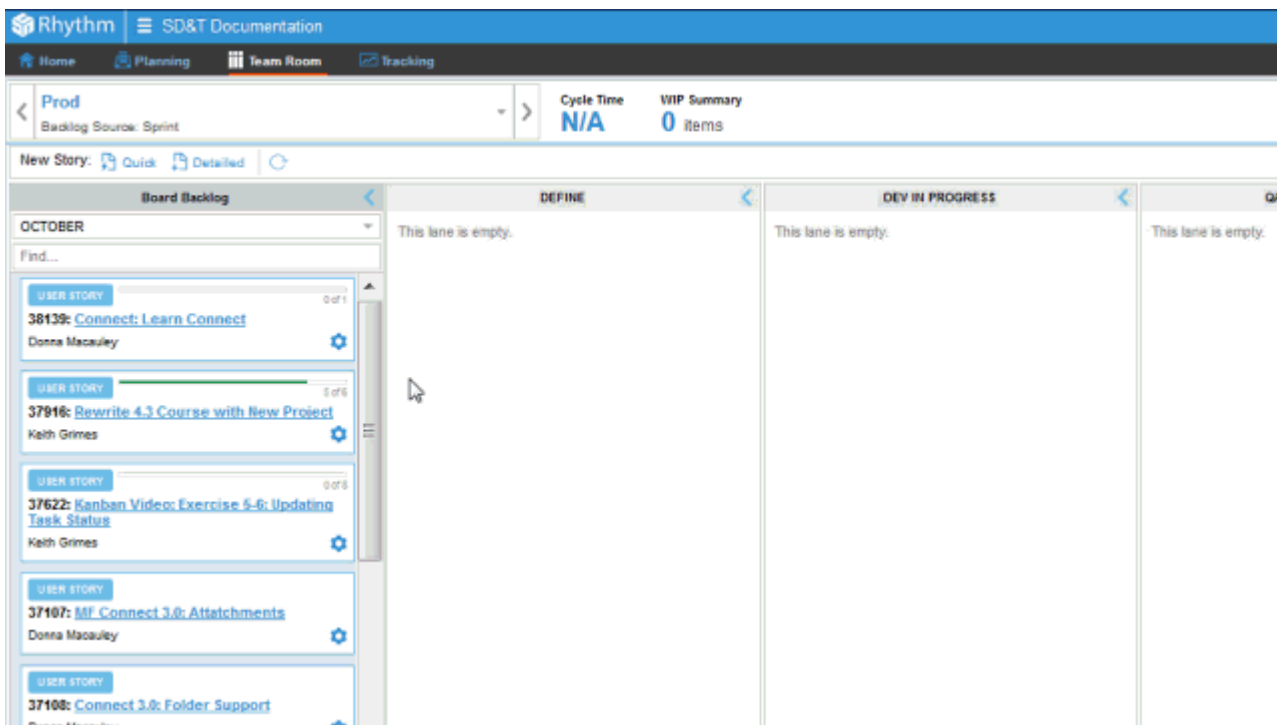 Rhythm ☰ SD&T Documentation
Home Planning Team Room Tracking
Prod
Backlog Source: Sprint
Cycle Time
N/A
WIP Summary
0 items
New Story: Quick Detailed
Board Backlog
OCTOBER
Find...
USER STORY
0 of 1
38139: Connect: Learn Connect
Donna Macauley
USER STORY
5 of 6
37916: Rewrite 4.3 Course with New Project
Keith Grimes
USER STORY
37622: Kanban Video: Exercise 5-6: Updating
Task Status
Keith Grimes
USER STORY
37107: MF Connect 3.0: Attatchments
Donna Macauley
USER STORY
37108: Connect 3.0: Folder Support
DEFINE
This lane is empty.
DEV IN PROGRESS
This lane is empty.
This lane is empty.